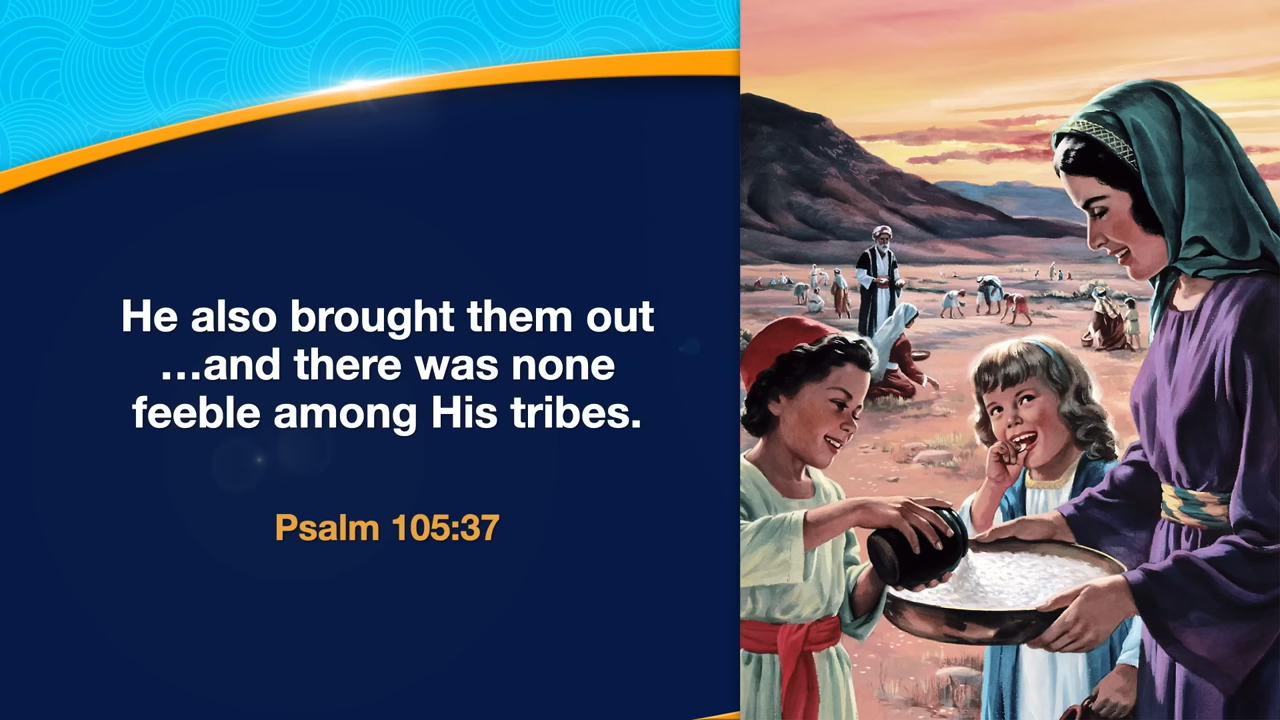 He also brought them out
...and there was none
feeble among His tribes.
Psalm 105:37